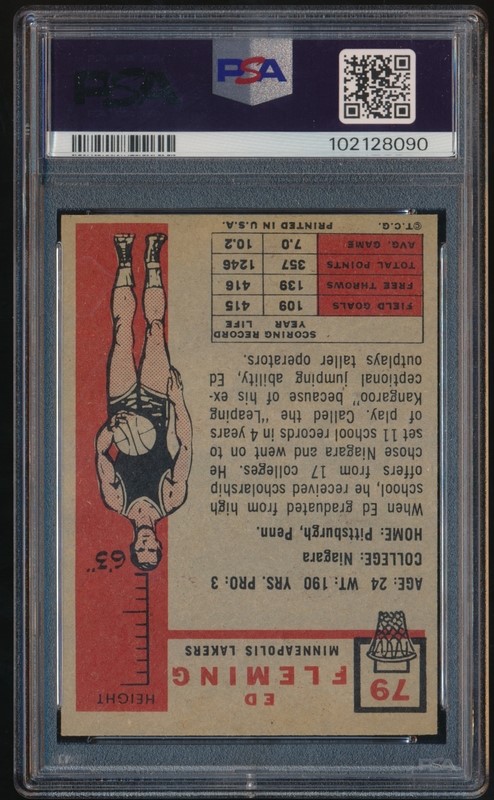 PSA
PSA
102128090
79
ED
FLEMING
MINNEAPOLIS LAKERS
HEIGHT
6'3"
AGE: 24 WT: 190 YRS. PRO: 3
COLLEGE: Niagara
HOME: Pittsburgh, Penn.
When Ed graduated from high
school, he received scholarship
offers from 17 colleges. He
chose Niagara and went on to
set 11 school records in 4 years
of play. Called the "Leaping
Kangaroo" because of his ex-
ceptional jumping ability, Ed
outplays taller operators.
SCORING RECORD YEAR LIFE
FIELD GOALS 109 415
FREE THROWS 139 416
TOTAL POINTS 357 1246
AVG. GAME 7.0 10.2
©T.C.G. PRINTED IN U.S.A.
PSA